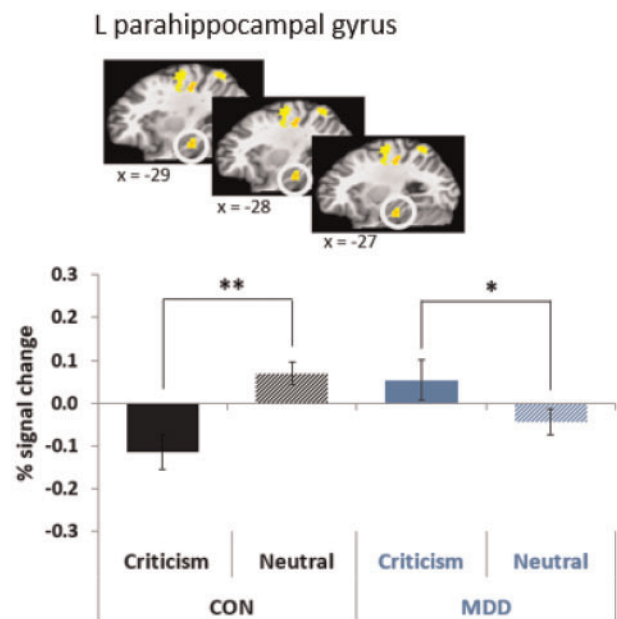 L parahippocampal gyrus
x = -29
x = -28
x = -27
% signal change
0.3
0.2
0.1
0.0
-0.1
-0.2
-0.3
** *
Criticism Neutral Criticism Neutral
CON MDD